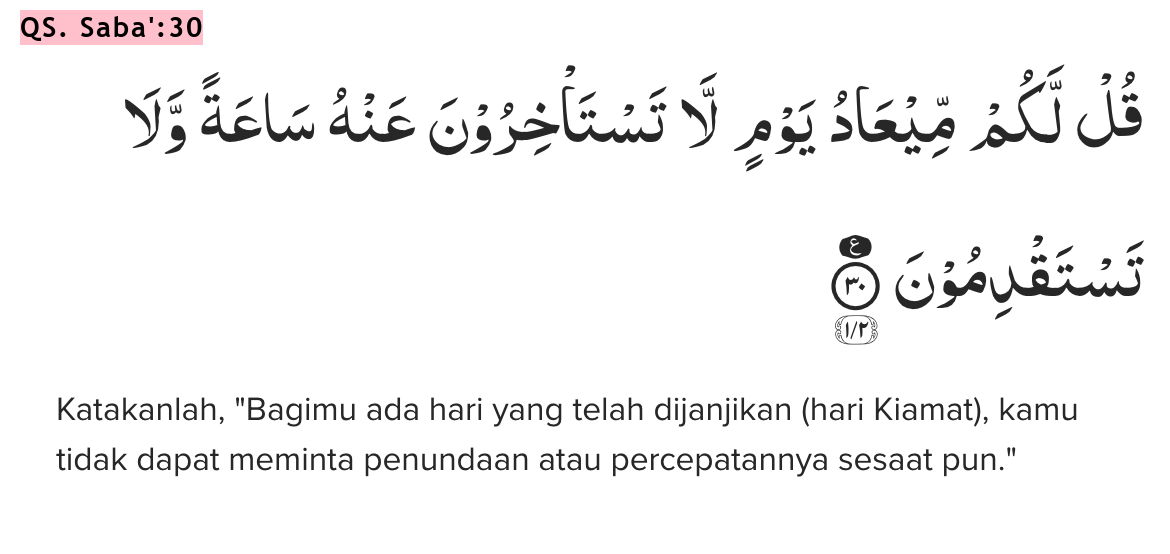 QS. Saba':30
قُلْ لَّكُمْ مِّيْعَادُ يَوْمٍ لَّا تَسْتَأْخِرُوْنَ عَنْهُ سَاعَةً وَّلَا
تَسْتَقْدِمُوْنَ ࣖ ٣٠
١/٢
Katakanlah, "Bagimu ada hari yang telah dijanjikan (hari Kiamat), kamu
tidak dapat meminta penundaan atau percepatannya sesaat pun."